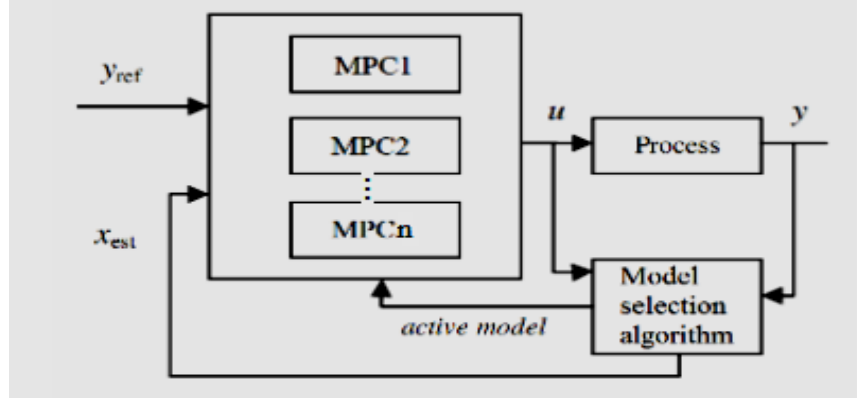 MPC1
y_ref
u
y
MPC2
Process
⋮
MPCn
x_est
Model
selection
algorithm
active model